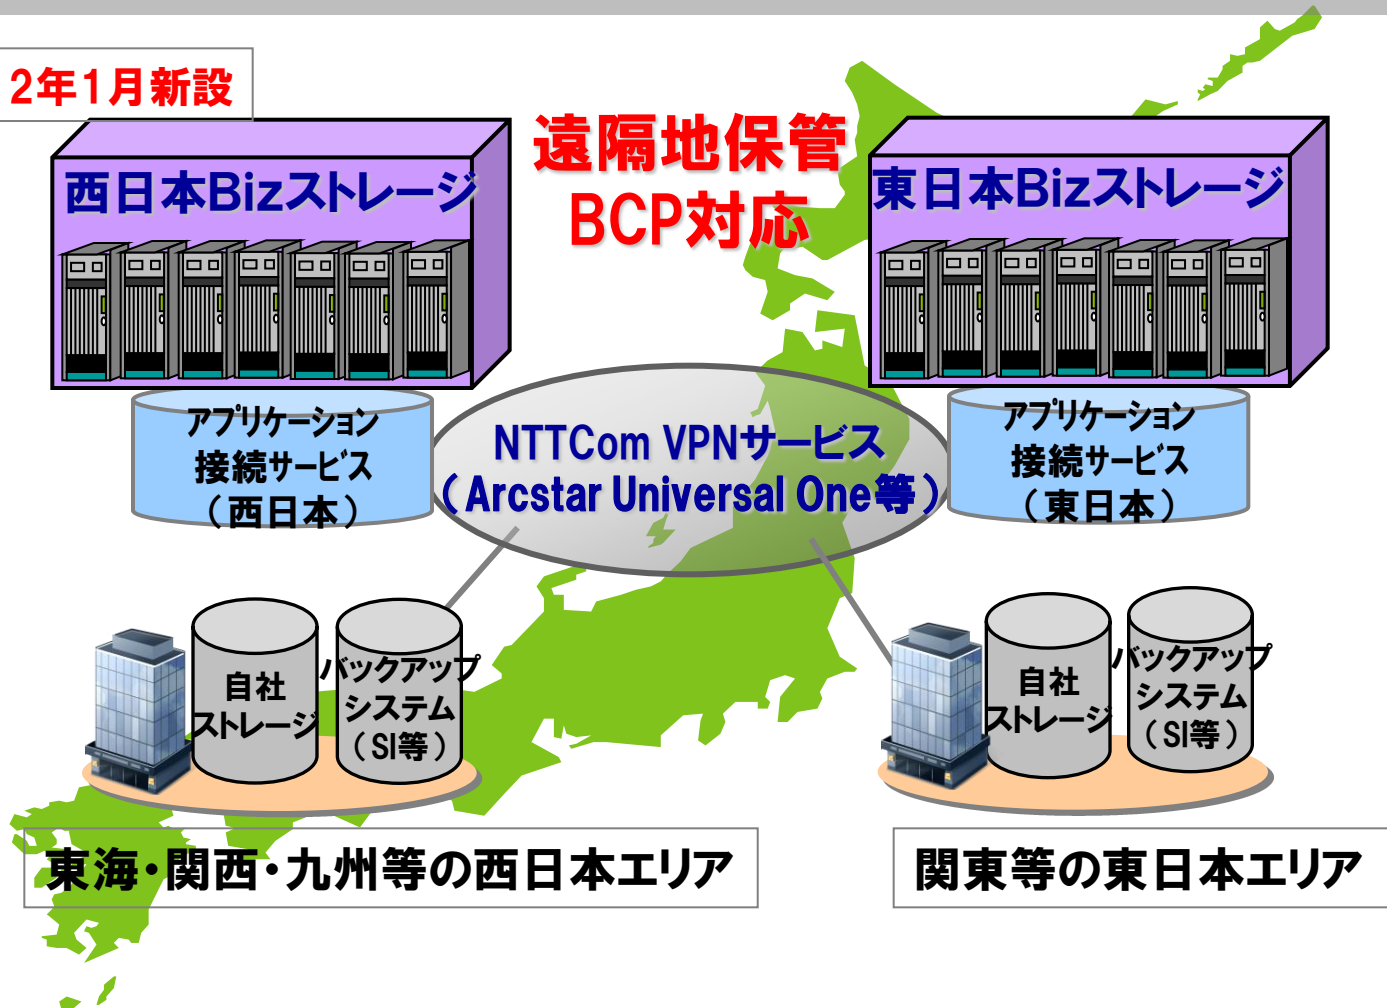 2年1月新設
遠隔地保管
BCP対応
西日本Bizストレージ
東日本Bizストレージ
アプリケーション
接続サービス
（西日本）
NTTCom VPNサービス
（Arcstar Universal One等）
アプリケーション
接続サービス
（東日本）
自社
ストレージ
バックアップ
システム
（SI等）
自社
ストレージ
バックアップ
システム
（SI等）
東海・関西・九州等の西日本エリア
関東等の東日本エリア